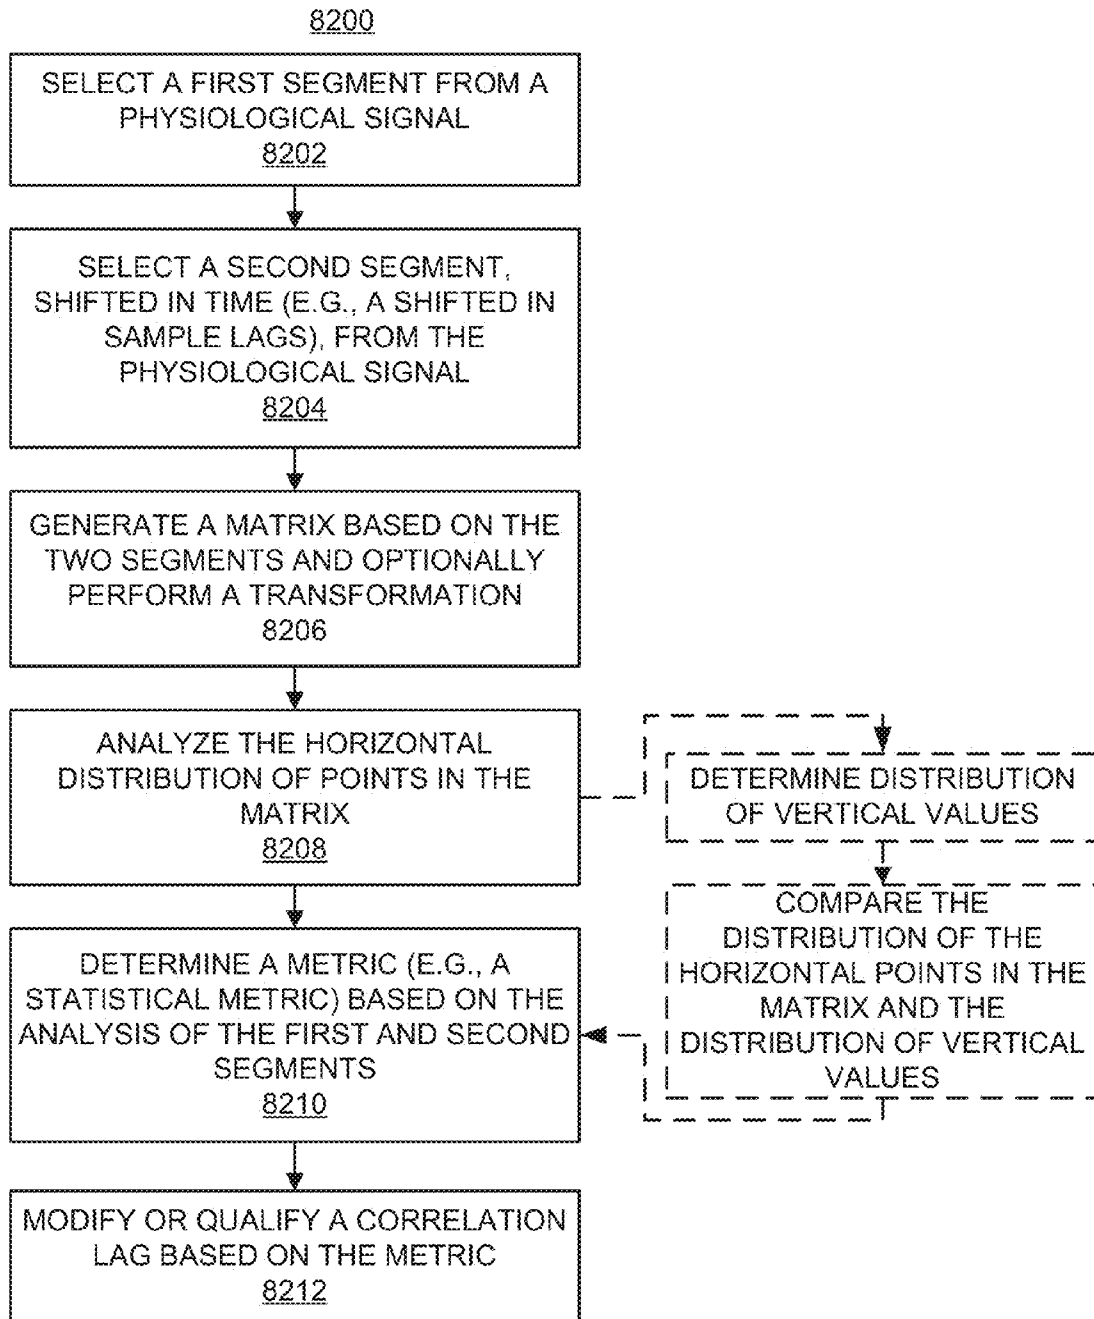 8200
SELECT A FIRST SEGMENT FROM A
PHYSIOLOGICAL SIGNAL
8202
SELECT A SECOND SEGMENT,
SHIFTED IN TIME (E.G., A SHIFTED IN
SAMPLE LAGS), FROM THE
PHYSIOLOGICAL SIGNAL
8204
GENERATE A MATRIX BASED ON THE
TWO SEGMENTS AND OPTIONALLY
PERFORM A TRANSFORMATION
8206
ANALYZE THE HORIZONTAL
DISTRIBUTION OF POINTS IN THE
MATRIX
8208
DETERMINE DISTRIBUTION
OF VERTICAL VALUES
COMPARE THE
DISTRIBUTION OF THE
HORIZONTAL POINTS IN THE
MATRIX AND THE
DISTRIBUTION OF VERTICAL
VALUES
DETERMINE A METRIC (E.G., A
STATISTICAL METRIC) BASED ON THE
ANALYSIS OF THE FIRST AND SECOND
SEGMENTS
8210
MODIFY OR QUALIFY A CORRELATION
LAG BASED ON THE METRIC
8212